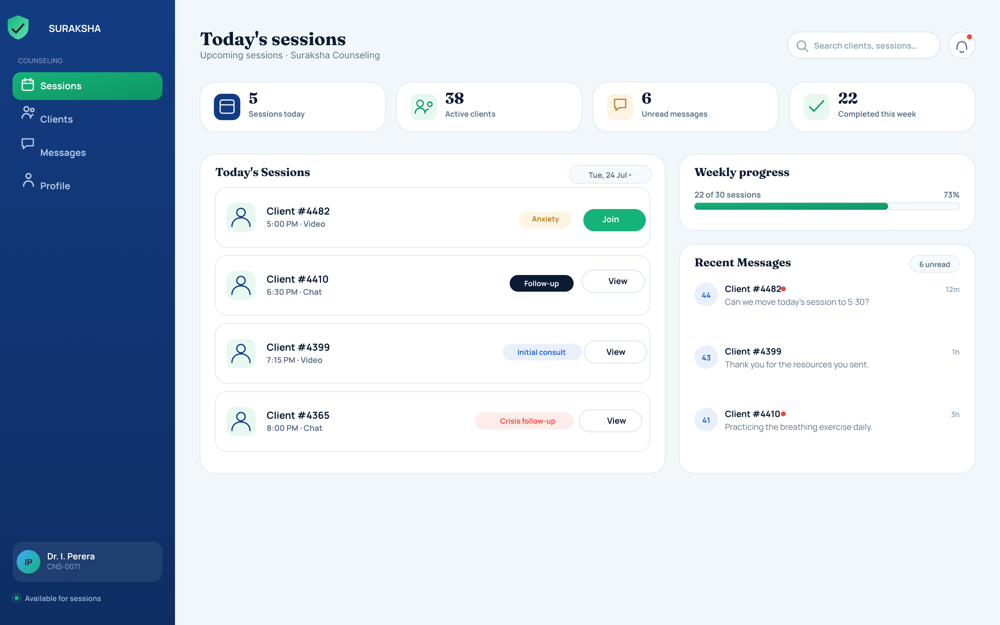 SURAKSHA
COUNSELING
Sessions
Clients
Messages
Profile
Dr. I. Perera
IP
CNS-0071
Available for sessions
Today's sessions
Upcoming sessions · Suraksha Counseling
Search clients, sessions...
5
Sessions today
38
Active clients
6
Unread messages
22
Completed this week
Today's Sessions
Tue, 24 Jul ▾
Client #4482
5:00 PM · Video
Anxiety
Join
Client #4410
6:30 PM · Chat
Follow-up
View
Client #4399
7:15 PM · Video
Initial consult
View
Client #4365
8:00 PM · Chat
Crisis follow-up
View
Weekly progress
22 of 30 sessions
73%
Recent Messages
6 unread
44
Client #4482
12m
Can we move today's session to 5:30?
43
Client #4399
1h
Thank you for the resources you sent.
41
Client #4410
3h
Practicing the breathing exercise daily.